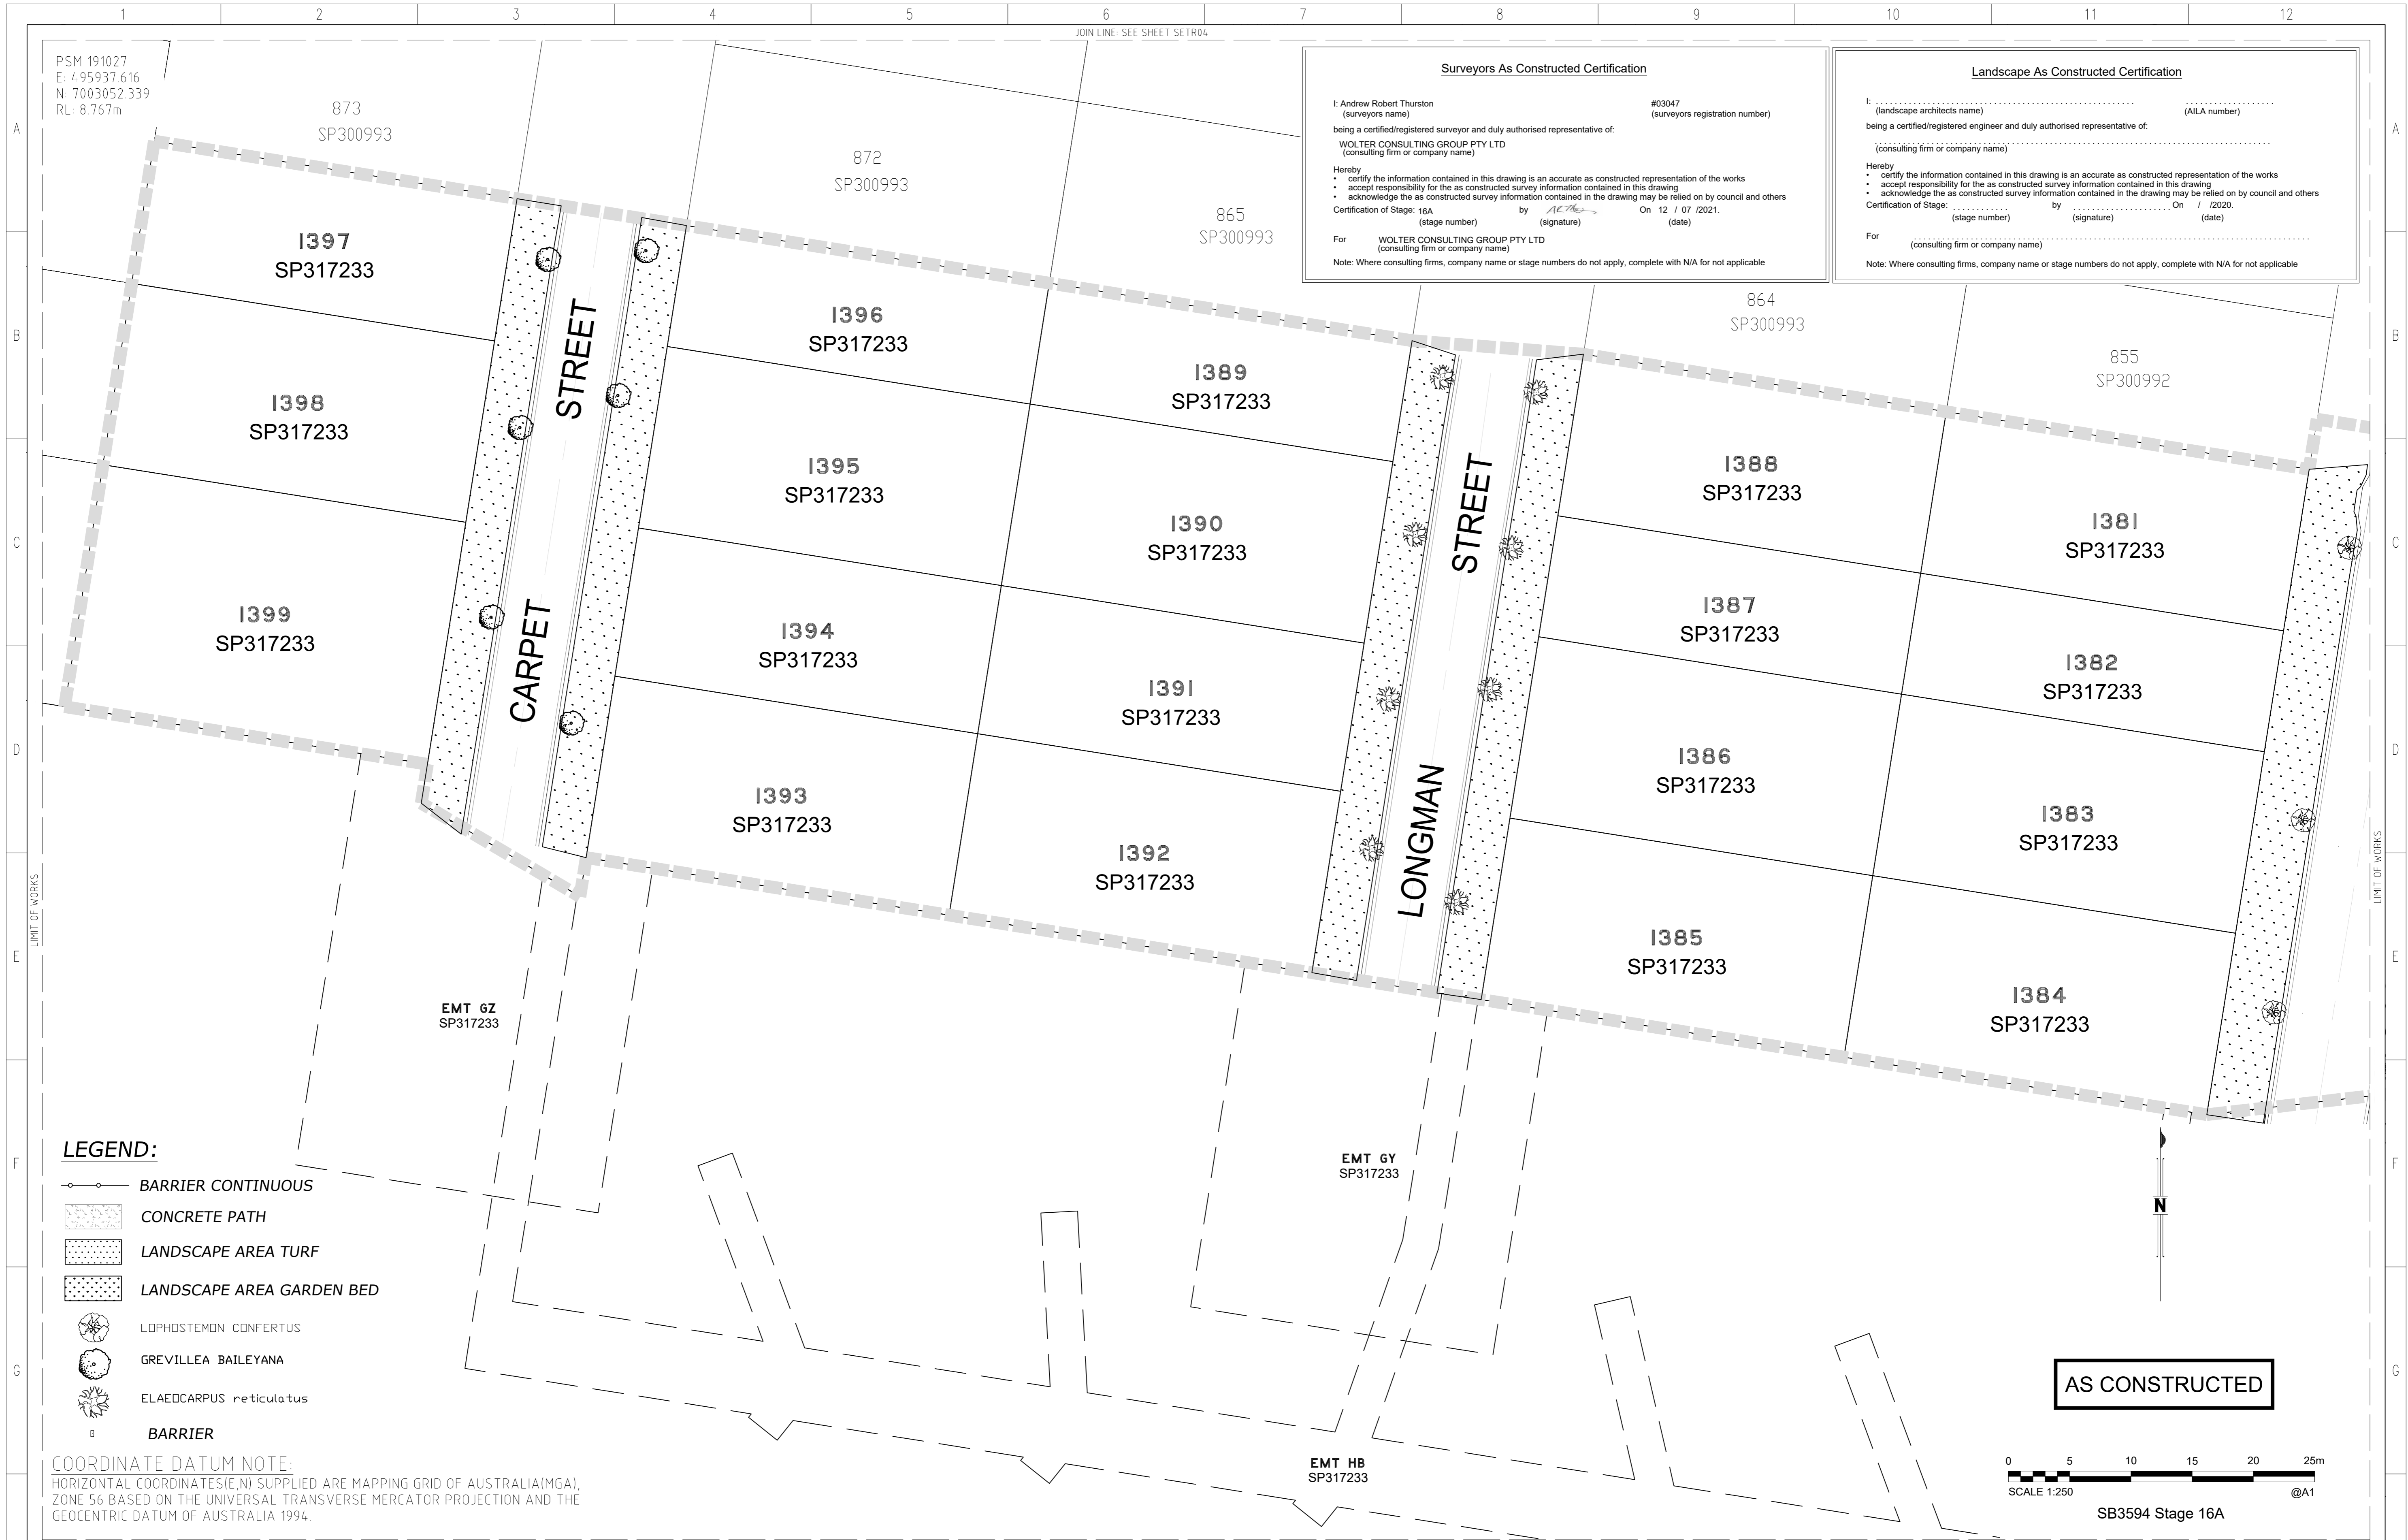 1 2 3 4 5 6 7 8 9 10 11 12
JOIN LINE: SEE SHEET SETR04
PSM 191027
E: 495937.616
N: 7003052.339
RL: 8.767m
A
B
C
D
E
F
G
A
B
C
D
E
F
G
Surveyors As Constructed Certification
I: Andrew Robert Thurston #03047
(surveyors name) (surveyors registration number)
being a certified/registered surveyor and duly authorised representative of:
WOLTER CONSULTING GROUP PTY LTD
(consulting firm or company name)
Hereby
• certify the information contained in this drawing is an accurate as constructed representation of the works
• accept responsibility for the as constructed survey information contained in this drawing
• acknowledge the as constructed survey information contained in the drawing may be relied on by council and others
Certification of Stage: 16A by On 12 / 07 /2021.
(stage number) (signature) (date)
For WOLTER CONSULTING GROUP PTY LTD
(consulting firm or company name)
Note: Where consulting firms, company name or stage numbers do not apply, complete with N/A for not applicable
Landscape As Constructed Certification
I: . . . . . . . . . . . . . . . . . . . .
(landscape architects name) (AILA number)
being a certified/registered engineer and duly authorised representative of:
(consulting firm or company name)
Hereby
• certify the information contained in this drawing is an accurate as constructed representation of the works
• accept responsibility for the as constructed survey information contained in this drawing
• acknowledge the as constructed survey information contained in the drawing may be relied on by council and others
Certification of Stage: . . . . . . . . . . . . by . . . . . . . . . . . . . . . . . . . . . On / /2020.
(stage number) (signature) (date)
For
(consulting firm or company name)
Note: Where consulting firms, company name or stage numbers do not apply, complete with N/A for not applicable
873
SP300993
872
SP300993
865
SP300993
864
SP300993
855
SP300992
1397
SP317233
1398
SP317233
1399
SP317233
CARPET STREET
1396
SP317233
1395
SP317233
1394
SP317233
1393
SP317233
1389
SP317233
1390
SP317233
1391
SP317233
1392
SP317233
LONGMAN STREET
1388
SP317233
1387
SP317233
1386
SP317233
1385
SP317233
1381
SP317233
1382
SP317233
1383
SP317233
1384
SP317233
LIMIT OF WORKS
LIMIT OF WORKS
EMT GZ
SP317233
EMT GY
SP317233
EMT HB
SP317233
N
LEGEND:
BARRIER CONTINUOUS
CONCRETE PATH
LANDSCAPE AREA TURF
LANDSCAPE AREA GARDEN BED
LOPHOSTEMON CONFERTUS
GREVILLEA BAILEYANA
ELAEOCARPUS reticulatus
BARRIER
COORDINATE DATUM NOTE:
HORIZONTAL COORDINATES(E,N) SUPPLIED ARE MAPPING GRID OF AUSTRALIA(MGA),
ZONE 56 BASED ON THE UNIVERSAL TRANSVERSE MERCATOR PROJECTION AND THE
GEOCENTRIC DATUM OF AUSTRALIA 1994.
AS CONSTRUCTED
0 5 10 15 20 25m
SCALE 1:250 @A1
SB3594 Stage 16A